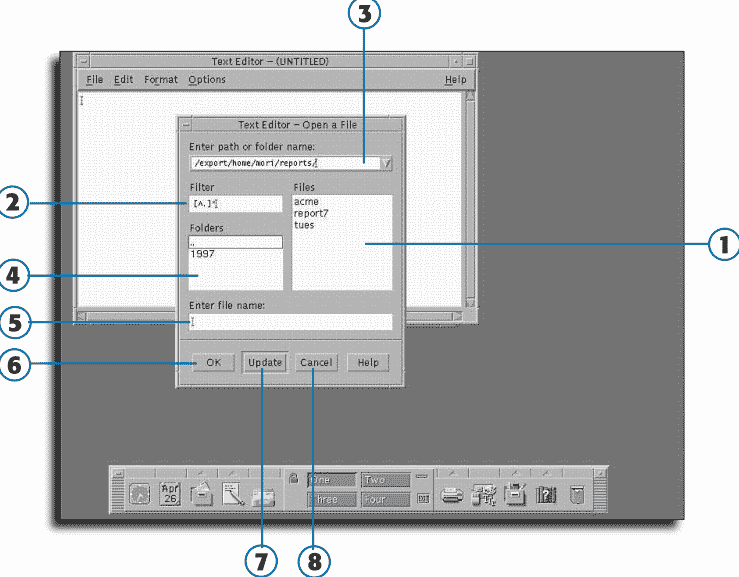 3
Text Editor – (UNTITLED)
File Edit Format Options Help
Text Editor – Open a File
Enter path or folder name:
/export/home/mori/reports/
Filter
Files
2
[^.]*
acme
report7
tues
Folders
1
..
1997
4
Enter file name:
5
6
OK Update Cancel Help
One Two
Apr
26
Three Four
7 8